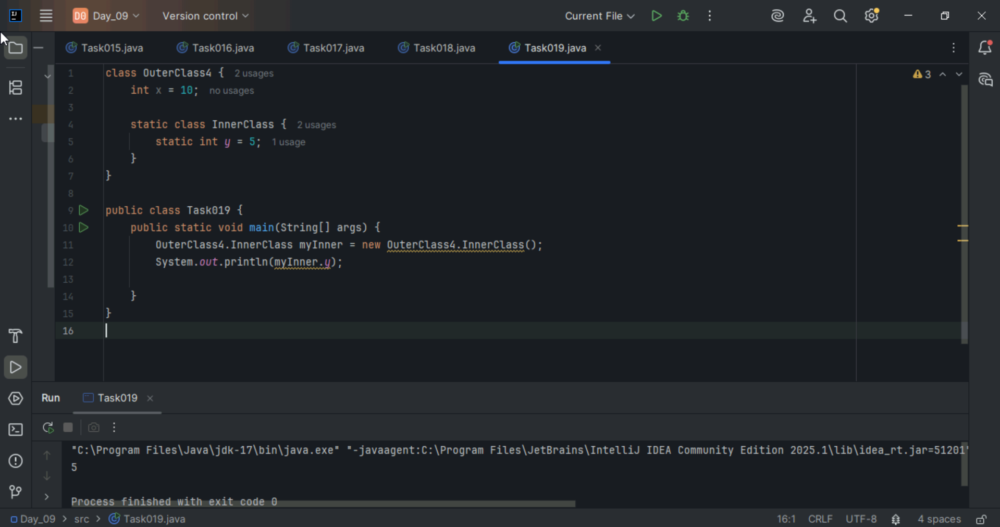 D0 Day_09 Version control Current File
Task015.java Task016.java Task017.java Task018.java Task019.java
1 class OuterClass4 { 2 usages
2 int x = 10; no usages
3
4 static class InnerClass { 2 usages
5 static int y = 5; 1 usage
6 }
7 }
8
9 public class Task019 {
10 public static void main(String[] args) {
11 OuterClass4.InnerClass myInner = new OuterClass4.InnerClass();
12 System.out.println(myInner.y);
13
14 }
15 }
16
3
Run Task019
"C:\Program Files\Java\jdk-17\bin\java.exe" "-javaagent:C:\Program Files\JetBrains\IntelliJ IDEA Community Edition 2025.1\lib\idea_rt.jar=51201
5
Process finished with exit code 0
Day_09 > src > Task019.java 16:1 CRLF UTF-8 4 spaces